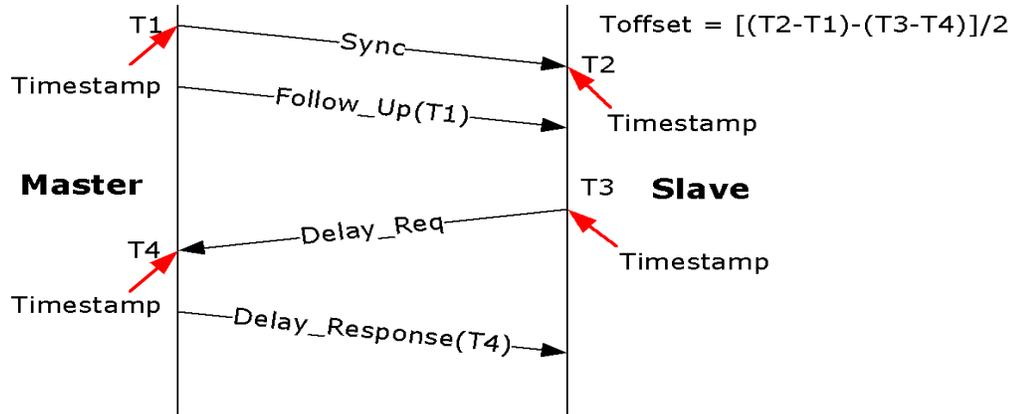 T1
Toffset = [(T2-T1)-(T3-T4)]/2
Sync
T2
Timestamp
Follow_Up(T1)
Timestamp
Master
T3
Slave
Delay_Req
T4
Timestamp
Timestamp
Delay_Response(T4)